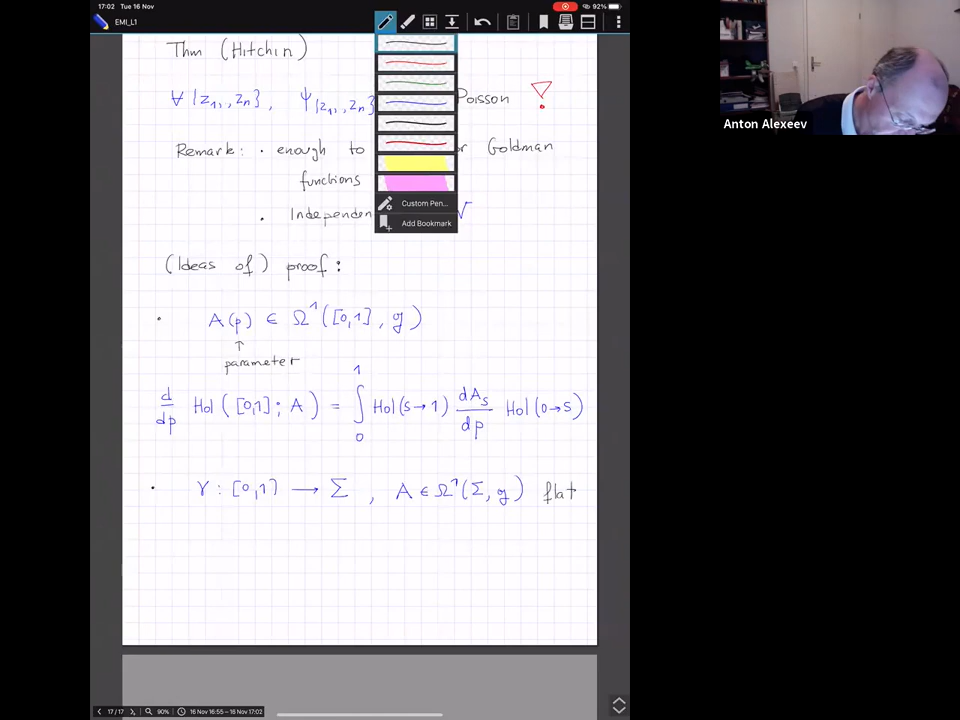 17:02 Tue 16 Nov
92%
EMI_L1
Thm (Hitchin)
∀ {z1, .., zn}, ψ{z1, .., zn} Poisson !
Remark: · enough to or Goldman
functions
· Independen √
Custom Pen...
Add Bookmark
(Ideas of) proof:
· A(p) ∈ Ω¹([0,1], g)
↑
parameter
d/dp Hol([0,1]; A) = ∫₀¹ Hol(s→1) dAs/dp Hol(0→s)
· γ: [0,1] → Σ, A ∈ Ω¹(Σ, g) flat
17/17 90% 16 Nov 16:55 – 16 Nov 17:02
Anton Alexeev